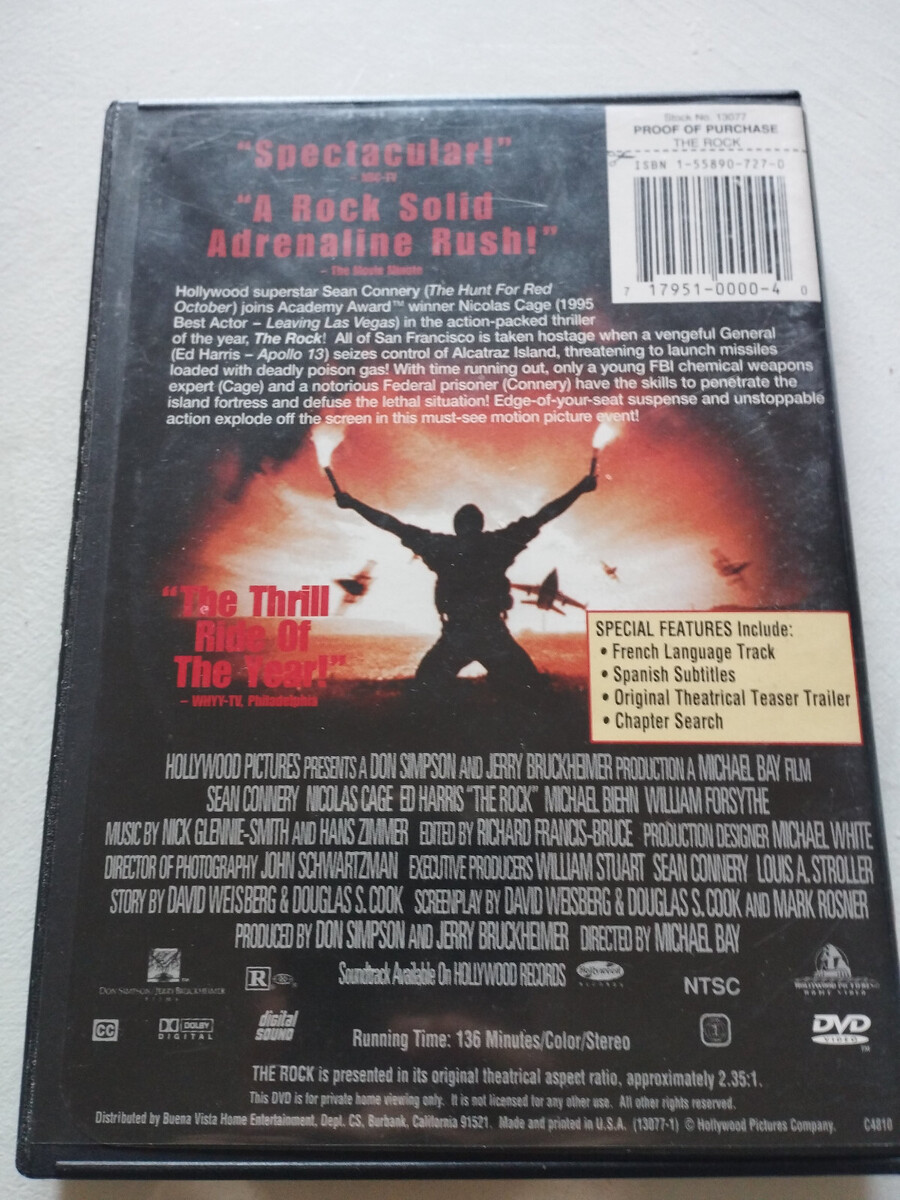 Stock No. 13077
PROOF OF PURCHASE
THE ROCK
ISBN 1-55890-727-0
7 17951-0000-4 0
"Spectacular!"
"A Rock Solid
Adrenaline Rush!"
– The Movie Minute
Hollywood superstar Sean Connery (The Hunt For Red
October) joins Academy Award™ winner Nicolas Cage (1995
Best Actor – Leaving Las Vegas) in the action-packed thriller
of the year, The Rock! All of San Francisco is taken hostage when a vengeful General
(Ed Harris – Apollo 13) seizes control of Alcatraz Island, threatening to launch missiles
loaded with deadly poison gas! With time running out, only a young FBI chemical weapons
expert (Cage) and a notorious Federal prisoner (Connery) have the skills to penetrate the
island fortress and defuse the lethal situation! Edge-of-your-seat suspense and unstoppable
action explode off the screen in this must-see motion picture event!
"The Thrill
Ride Of
The Year!"
– WHYY-TV, Philadelphia
SPECIAL FEATURES Include:
• French Language Track
• Spanish Subtitles
• Original Theatrical Teaser Trailer
• Chapter Search
HOLLYWOOD PICTURES PRESENTS A DON SIMPSON AND JERRY BRUCKHEIMER PRODUCTION A MICHAEL BAY FILM
SEAN CONNERY NICOLAS CAGE ED HARRIS "THE ROCK" MICHAEL BIEHN WILLIAM FORSYTHE
MUSIC BY NICK GLENNIE-SMITH AND HANS ZIMMER EDITED BY RICHARD FRANCIS-BRUCE PRODUCTION DESIGNER MICHAEL WHITE
DIRECTOR OF PHOTOGRAPHY JOHN SCHWARTZMAN EXECUTIVE PRODUCERS WILLIAM STUART SEAN CONNERY LOUIS A. STROLLER
STORY BY DAVID WEISBERG & DOUGLAS S. COOK SCREENPLAY BY DAVID WEISBERG & DOUGLAS S. COOK AND MARK ROSNER
PRODUCED BY DON SIMPSON AND JERRY BRUCKHEIMER DIRECTED BY MICHAEL BAY
DON SIMPSON/JERRY BRUCKHEIMER
FILMS
R
Soundtrack Available On HOLLYWOOD RECORDS
Hollywood
RECORDS
NTSC
HOLLYWOOD PICTURES
HOME VIDEO
CC
DOLBY
DIGITAL
digital
SOUND
Running Time: 136 Minutes/Color/Stereo
1
DVD
VIDEO
TM
THE ROCK is presented in its original theatrical aspect ratio, approximately 2.35:1.
This DVD is for private home viewing only. It is not licensed for any other use. All other rights reserved.
Distributed by Buena Vista Home Entertainment, Dept. CS, Burbank, California 91521. Made and printed in U.S.A. (13077-1) © Hollywood Pictures Company. C4810